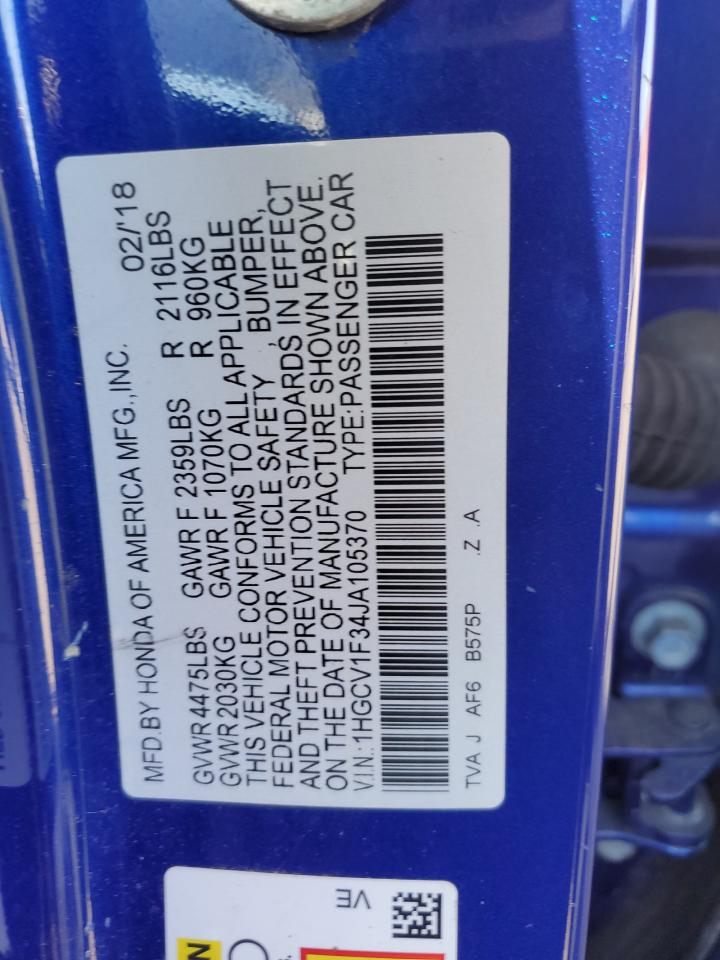 MFD.BY HONDA OF AMERICA MFG.,INC. 02/'18
GVWR 4475LBS GAWR F 2359LBS R 2116LBS
GVWR 2030KG GAWR F 1070KG R 960KG
THIS VEHICLE CONFORMS TO ALL APPLICABLE
FEDERAL MOTOR VEHICLE SAFETY , BUMPER,
AND THEFT PREVENTION STANDARDS IN EFFECT
ON THE DATE OF MANUFACTURE SHOWN ABOVE.
V.I.N.: 1HGCV1F34JA105370 TYPE:PASSENGER CAR
TVA J AF6 B575P .Z .A
VE